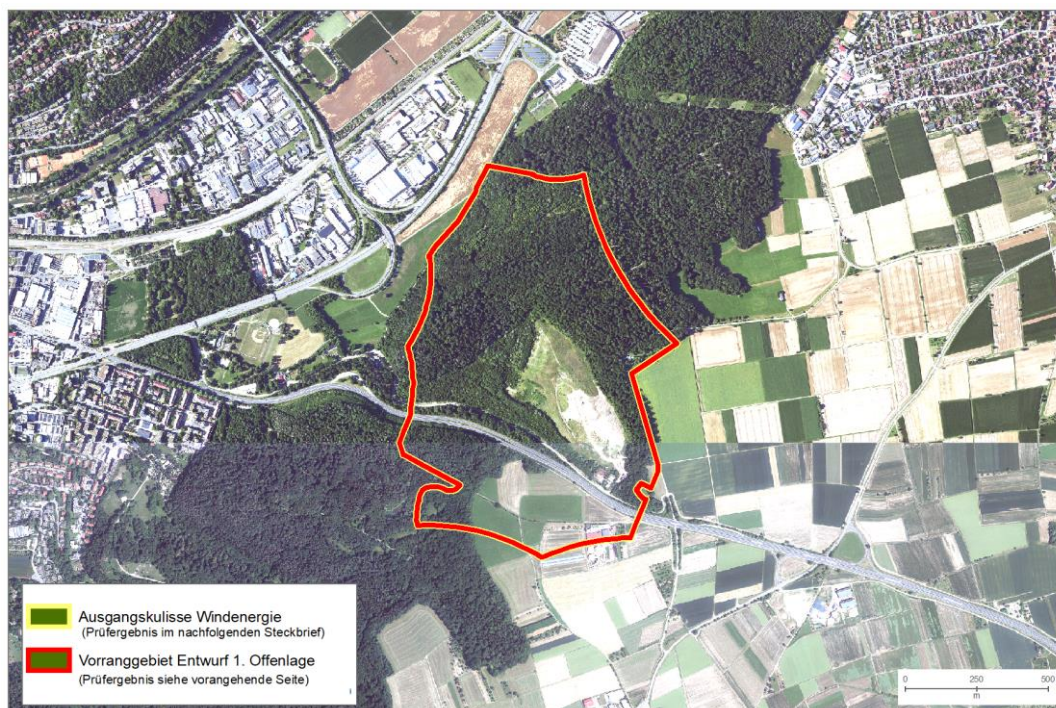 Ausgangskulisse Windenergie
(Prüfergebnis im nachfolgenden Steckbrief)
Vorranggebiet Entwurf 1. Offenlage
(Prüfergebnis siehe vorangehende Seite)
0 250 500
m